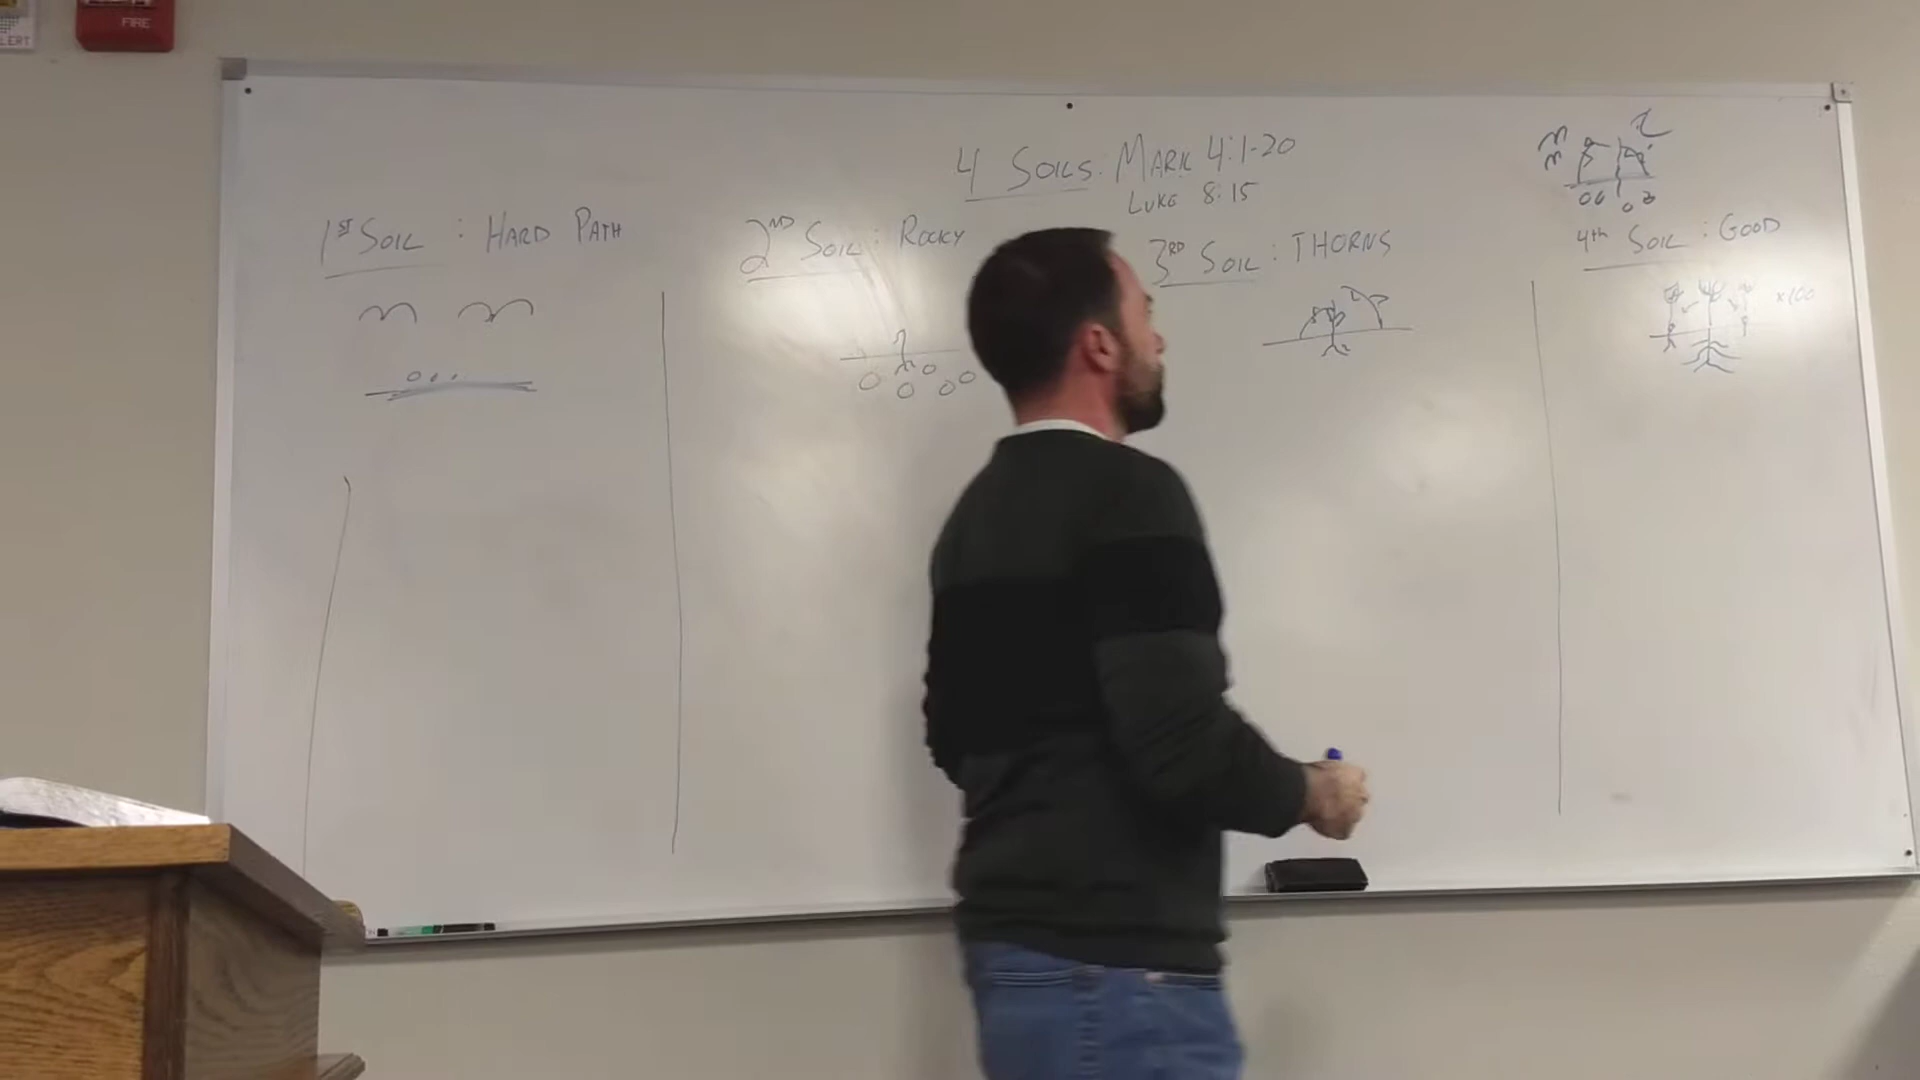 FIRE
ALERT
4 SOILS: MARK 4:1-20
LUKE 8:15
1ST SOIL : HARD PATH
2ND SOIL : ROCKY
3RD SOIL : THORNS
4th SOIL : GOOD
x100